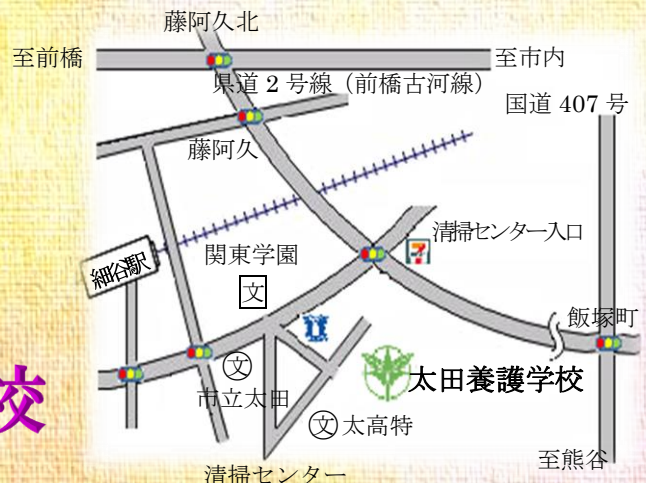 藤阿久北
至前橋
至市内
県道 2 号線（前橋古河線）
国道 407 号
藤阿久
清掃センター入口
7
関東学園
細谷駅
文
飯塚町
校
太田養護学校
文
市立太田
文 太高特
至熊谷
清掃センター